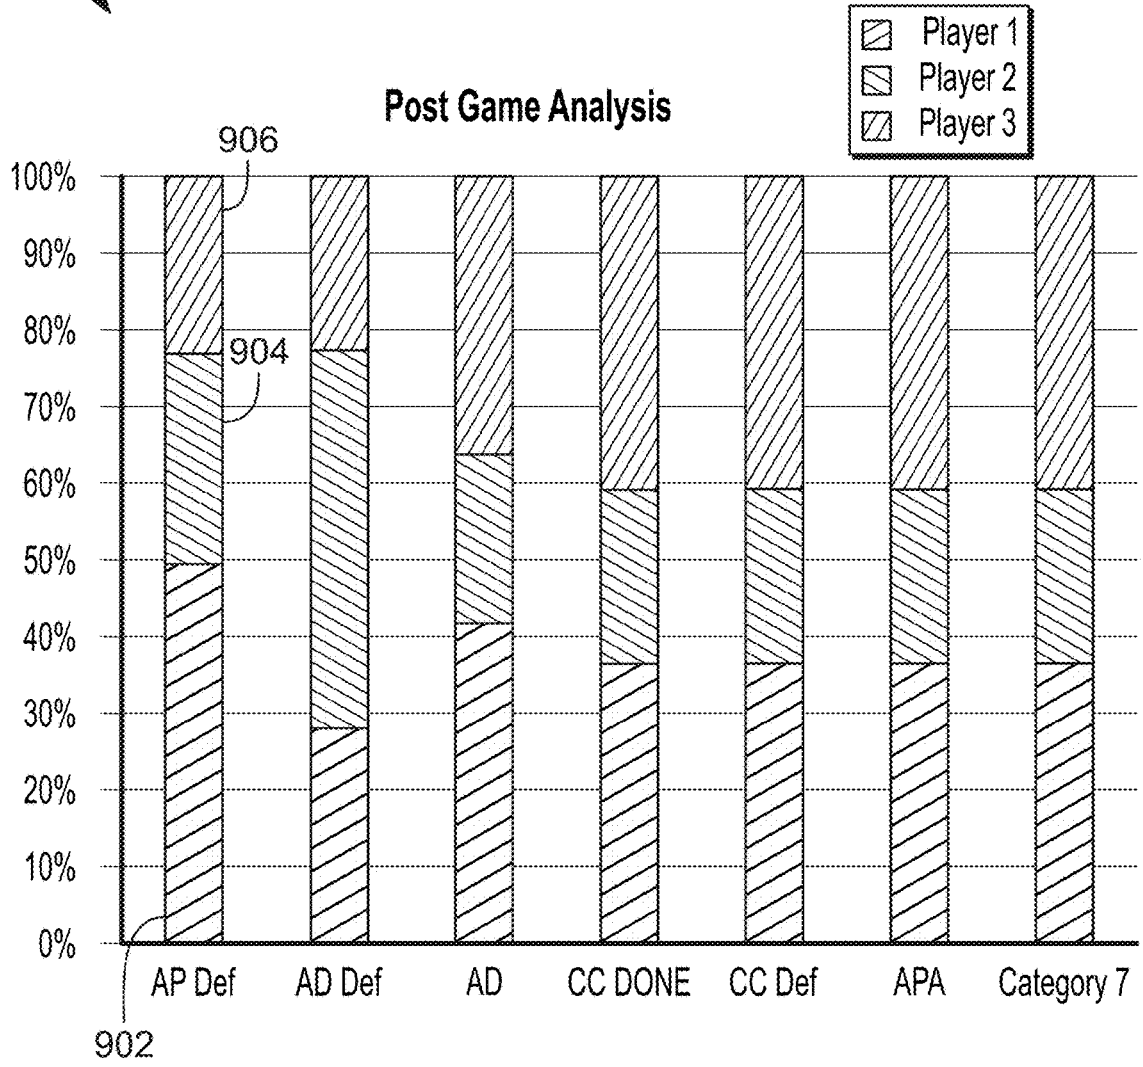 Player 1
Player 2
Player 3
Post Game Analysis
906
904
100%
90%
80%
70%
60%
50%
40%
30%
20%
10%
0%
AP Def AD Def AD CC DONE CC Def APA Category 7
902